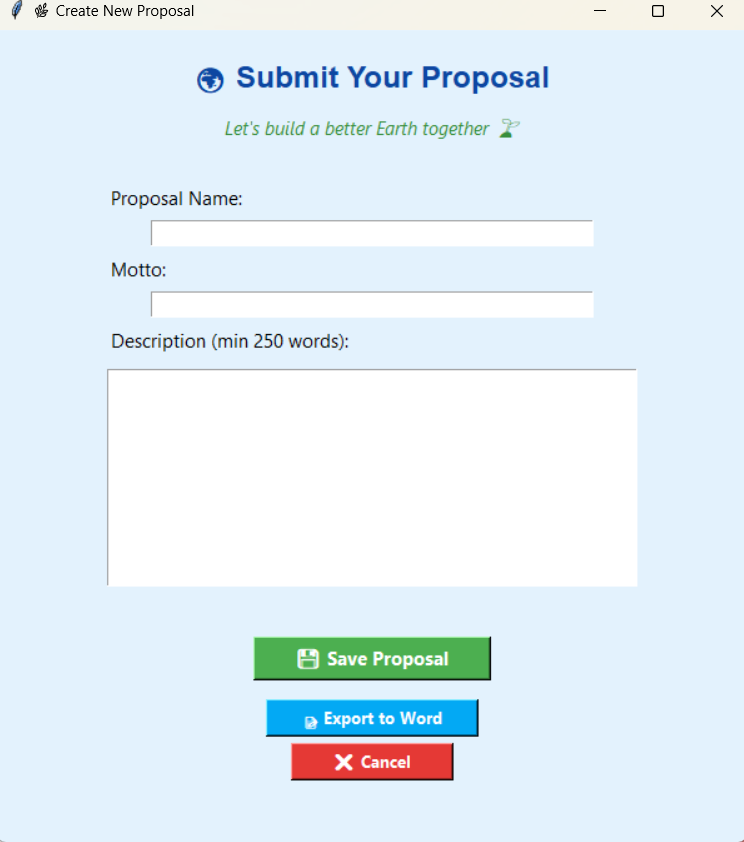 Create New Proposal
Submit Your Proposal
Let's build a better Earth together
Proposal Name:
Motto:
Description (min 250 words):
Save Proposal
Export to Word
Cancel